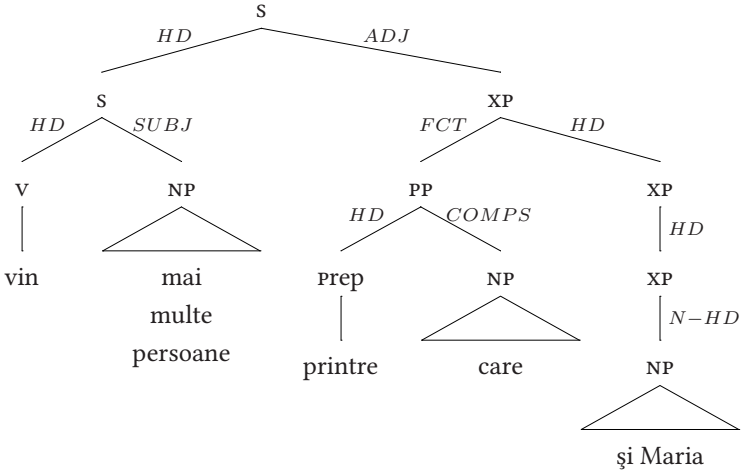 S
HD ADJ
S XP
HD SUBJ FCT HD
V NP PP XP
HD COMPS HD
vin mai multe persoane Prep NP XP
N−HD
printre care NP
şi Maria